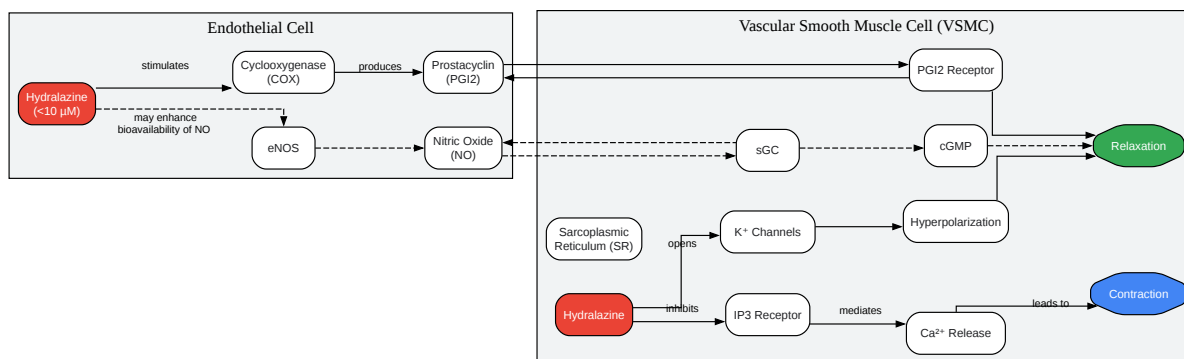 Endothelial Cell
Vascular Smooth Muscle Cell (VSMC)
stimulates
Cyclooxygenase
(COX)
produces
Prostacyclin
(PGI2)
PGI2 Receptor
Hydralazine
(<10 µM)
may enhance
bioavailability of NO
eNOS
Nitric Oxide
(NO)
sGC
cGMP
Relaxation
Sarcoplasmic
Reticulum (SR)
opens
K⁺ Channels
Hyperpolarization
Hydralazine
inhibits
IP3 Receptor
mediates
Ca²⁺ Release
leads to
Contraction